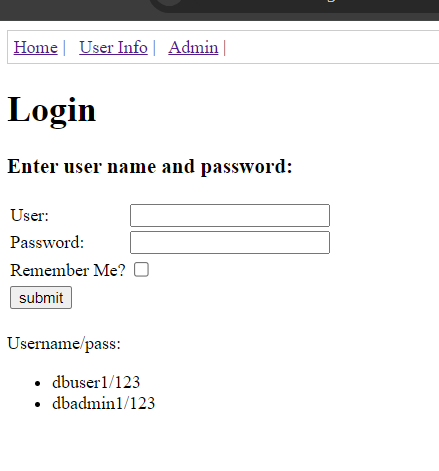 Home | User Info | Admin |
Login
Enter user name and password:
User:
Password:
Remember Me?
submit
Username/pass:
• dbuser1/123
• dbadmin1/123